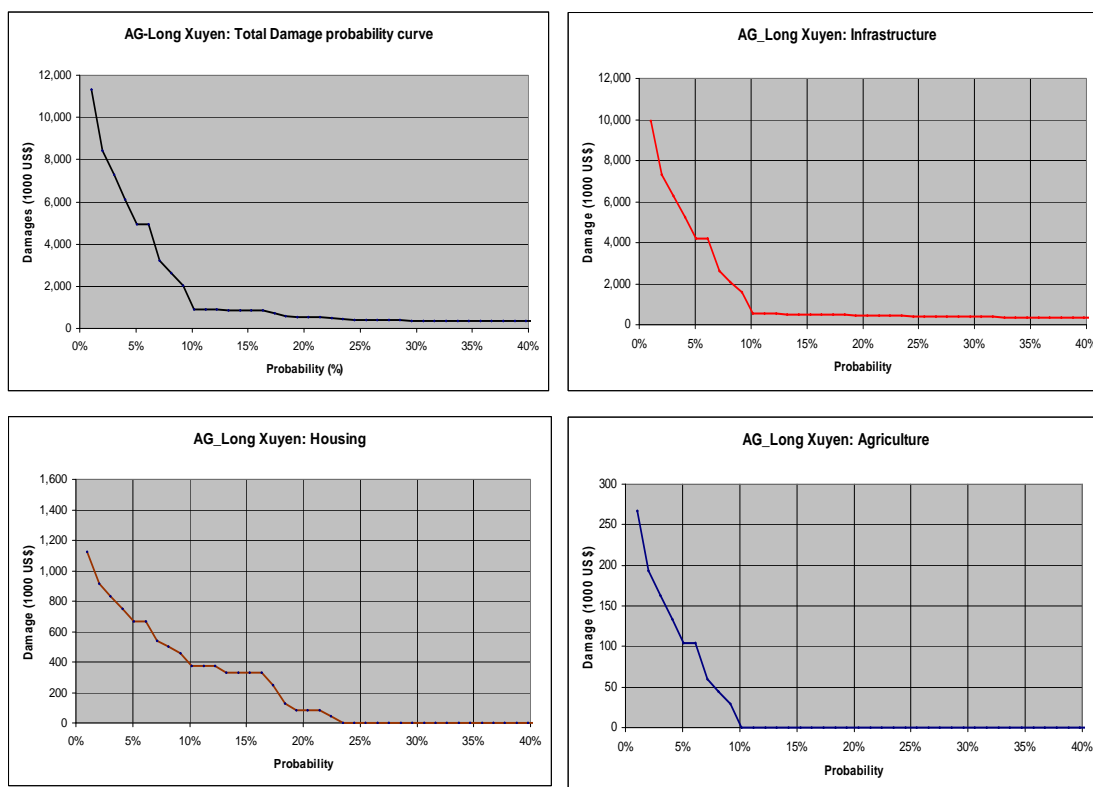 AG-Long Xuyen: Total Damage probability curve
Damages (1000 US$)
12,000
10,000
8,000
6,000
4,000
2,000
0
0% 5% 10% 15% 20% 25% 30% 35% 40%
Probability (%)
AG_Long Xuyen: Infrastructure
Damage (1000 US$)
12,000
10,000
8,000
6,000
4,000
2,000
0
0% 5% 10% 15% 20% 25% 30% 35% 40%
Probability
AG_Long Xuyen: Housing
Damage (1000 US$)
1,600
1,400
1,200
1,000
800
600
400
200
0
0% 5% 10% 15% 20% 25% 30% 35% 40%
Probability
AG_Long Xuyen: Agriculture
Damage (1000 US$)
300
250
200
150
100
50
0
0% 5% 10% 15% 20% 25% 30% 35% 40%
Probability